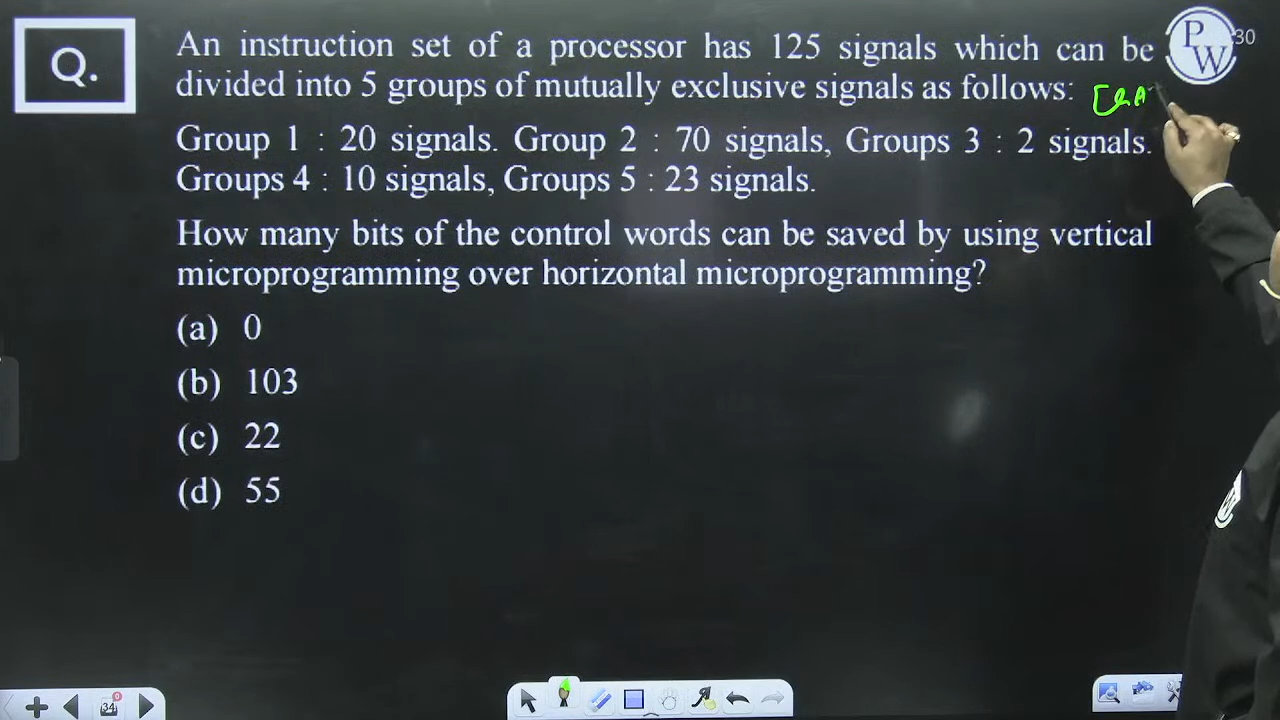 Q.
An instruction set of a processor has 125 signals which can be
divided into 5 groups of mutually exclusive signals as follows:
Group 1 : 20 signals. Group 2 : 70 signals, Groups 3 : 2 signals.
Groups 4 : 10 signals, Groups 5 : 23 signals.
How many bits of the control words can be saved by using vertical
microprogramming over horizontal microprogramming?
(a) 0
(b) 103
(c) 22
(d) 55
P
W
30
34
0